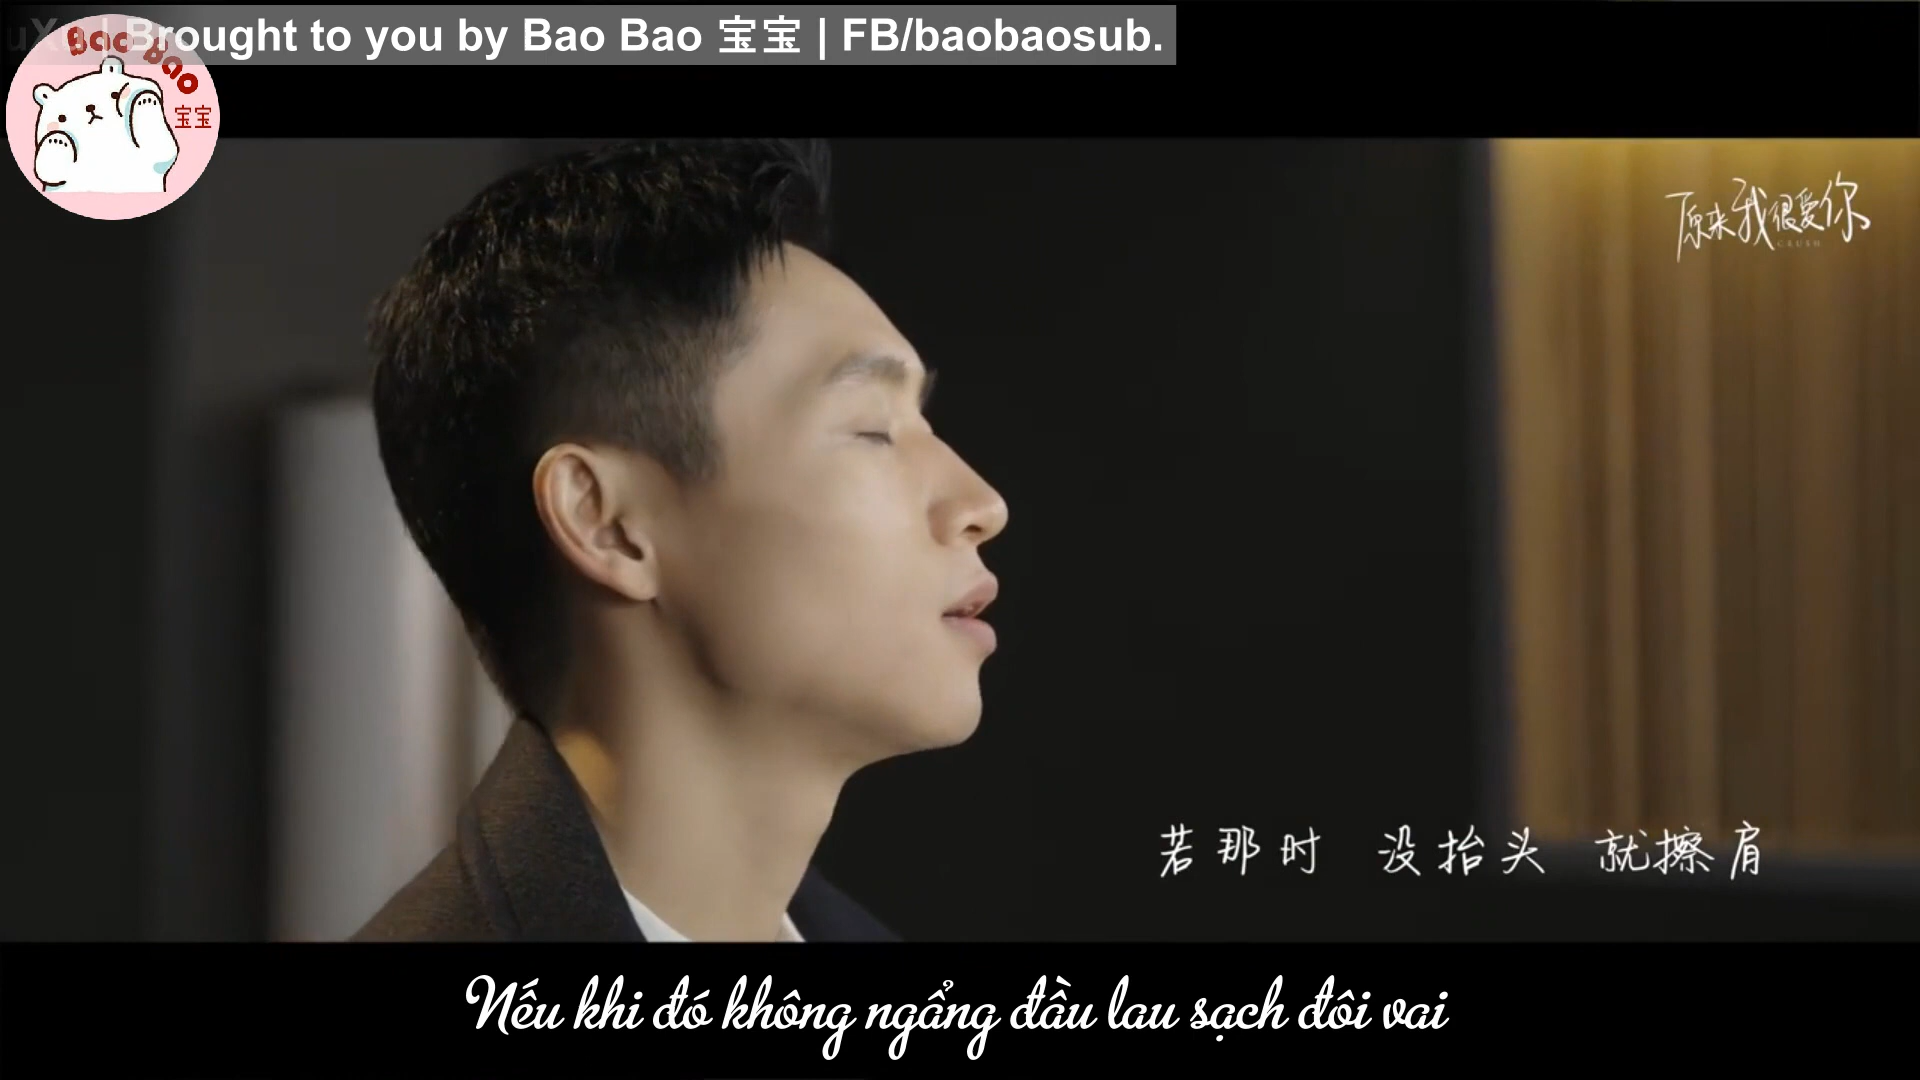 Brought to you by Bao Bao 宝宝 | FB/baobaosub.
Bao Bao
宝宝
原来我很爱你
CRUSH
若那时 没抬头 就擦肩
Nếu khi đó không ngẩng đầu lau sạch đôi vai